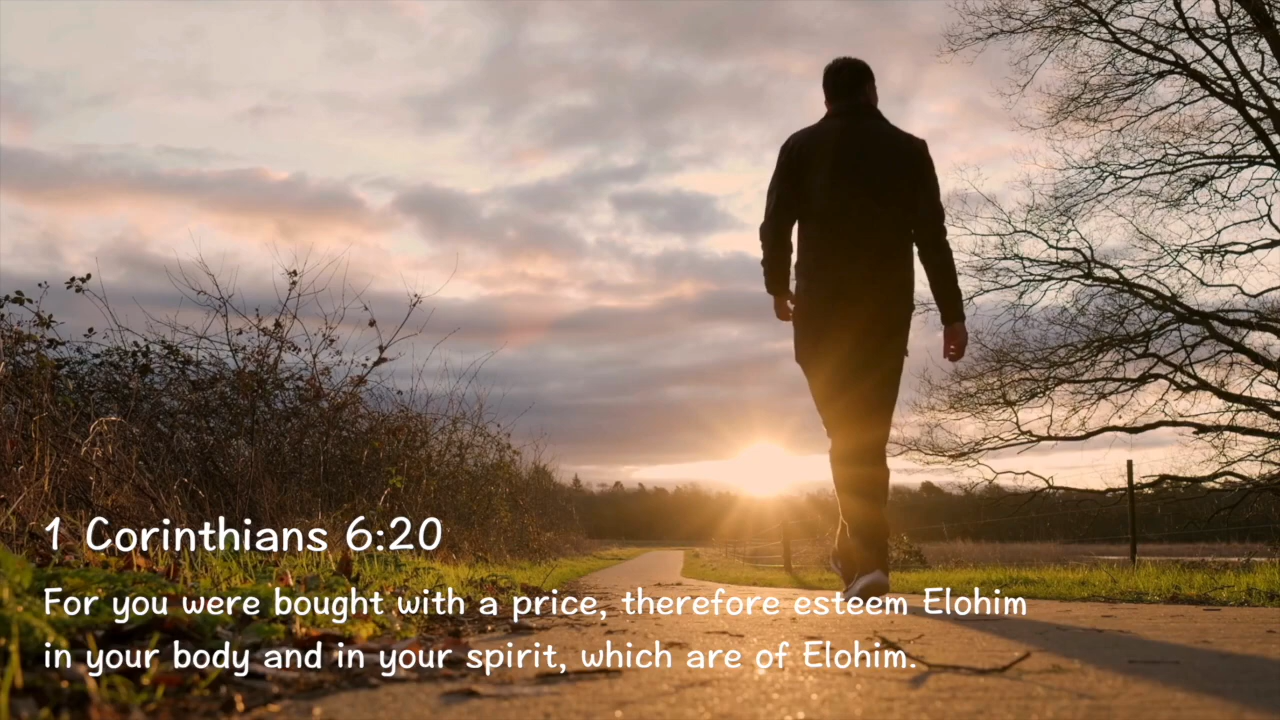 1 Corinthians 6:20
For you were bought with a price, therefore esteem Elohim
in your body and in your spirit, which are of Elohim.